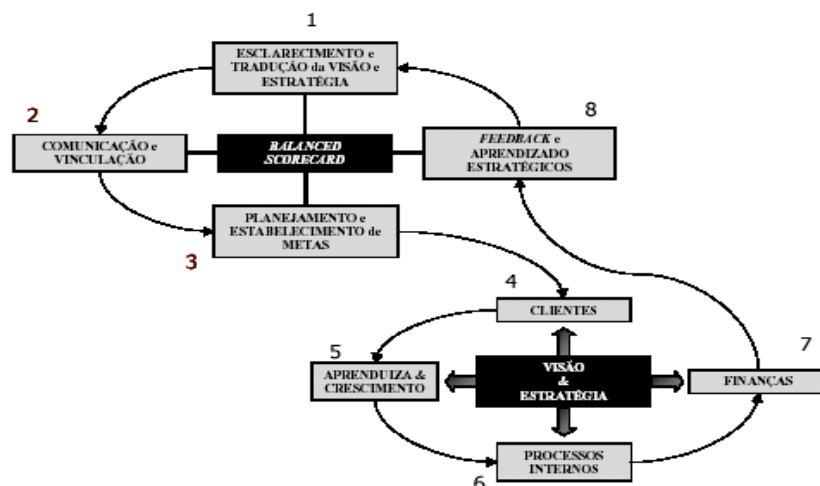 1
ESCLARECIMENTO e
TRADUÇÃO da VISÃO e
ESTRATÉGIA
2
COMUNICAÇÃO e
VINCULAÇÃO
BALANCED
SCORECARD
8
FEEDBACK e
APRENDIZADO
ESTRATÉGICOS
PLANEJAMENTO e
ESTABELECIMENTO de
METAS
3
4
CLIENTES
5
APRENDUIZA &
CRESCIMENTO
VISÃO
&
ESTRATÉGIA
7
FINANÇAS
PROCESSOS
INTERNOS
6